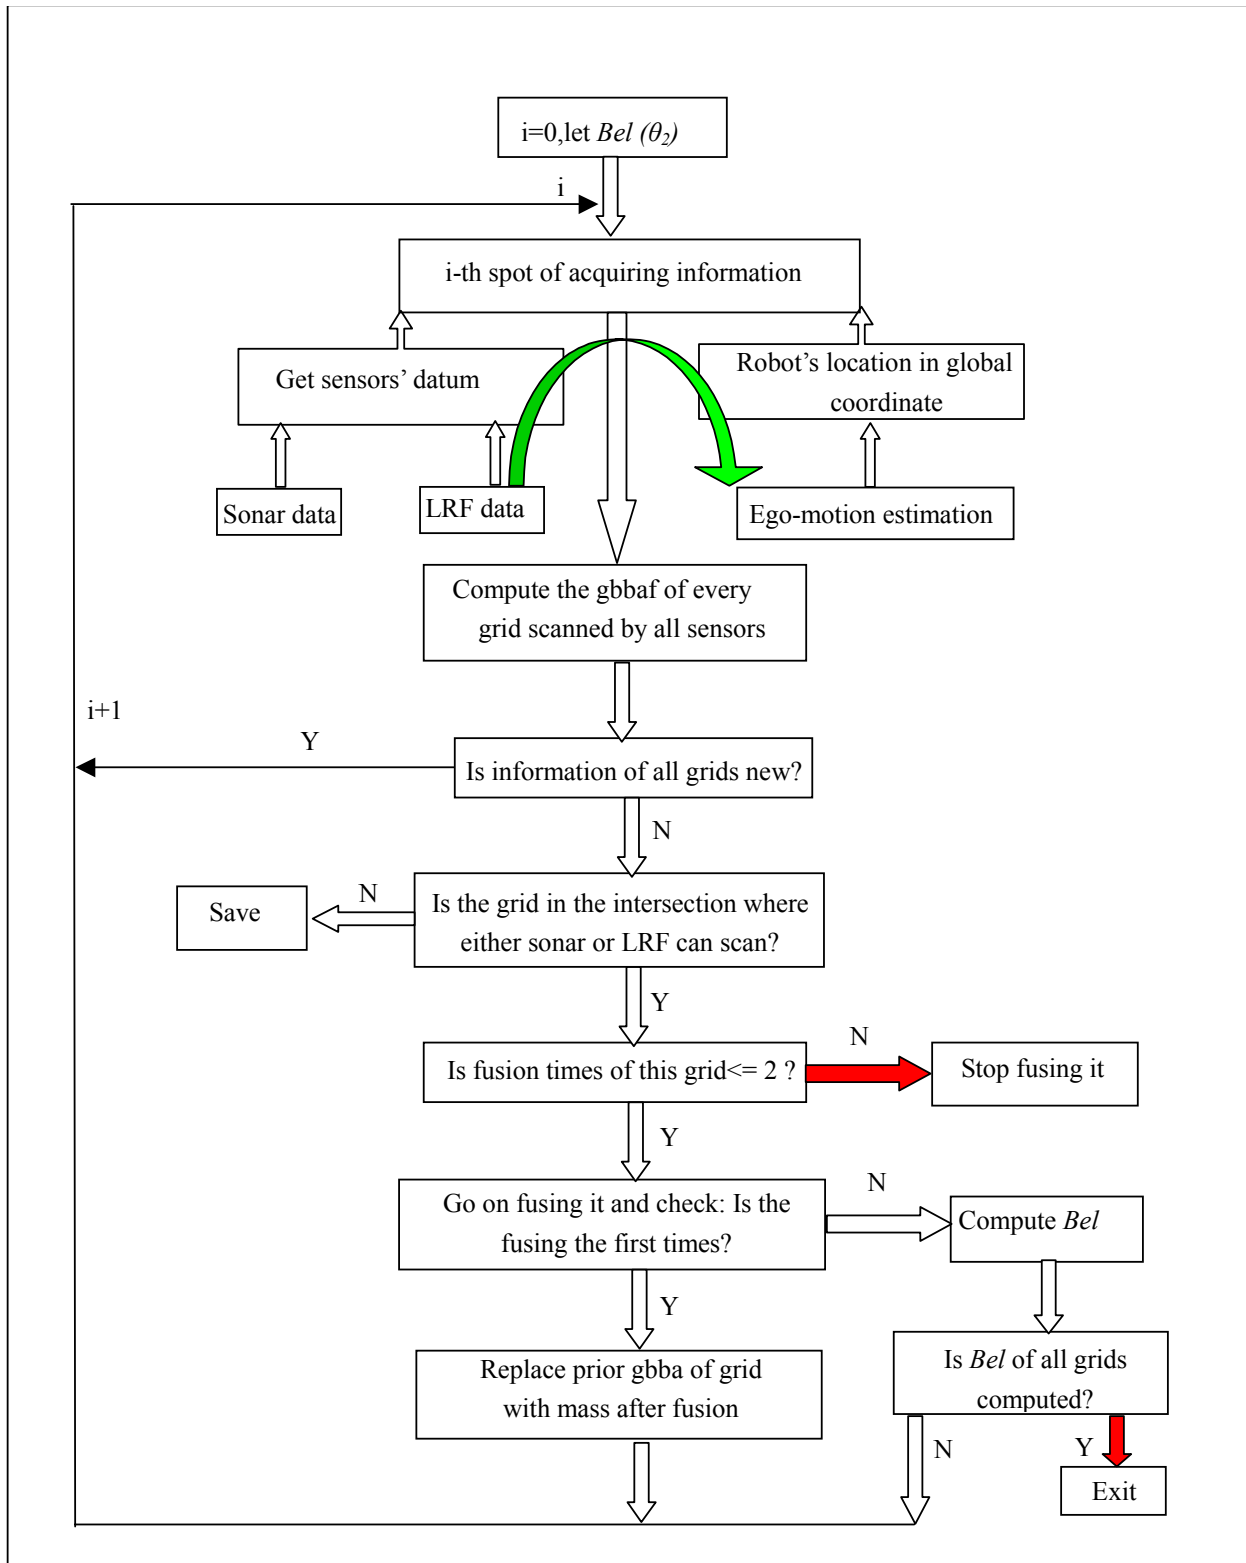 i=0,let Bel (θ₂)
i
i-th spot of acquiring information
Get sensors’ datum
Robot’s location in global
coordinate
Sonar data
LRF data
Ego-motion estimation
Compute the gbbaf of every
grid scanned by all sensors
i+1
Y
Is information of all grids new?
N
Save
N
Is the grid in the intersection where
either sonar or LRF can scan?
Y
Is fusion times of this grid<= 2 ?
N
Stop fusing it
Y
Go on fusing it and check: Is the
fusing the first times?
N
Compute Bel
Y
Replace prior gbba of grid
with mass after fusion
Is Bel of all grids
computed?
N
Y
Exit